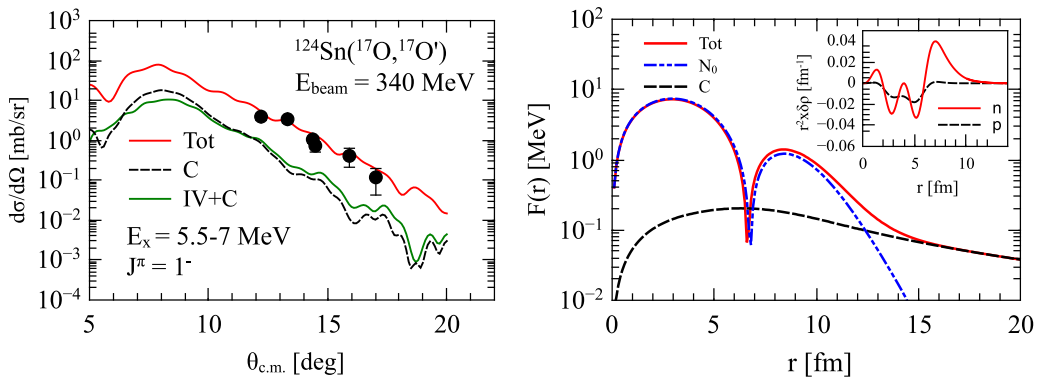 10³
10²
10¹
10⁰
10⁻¹
10⁻²
10⁻³
10⁻⁴
dσ/dΩ [mb/sr]
¹²⁴Sn(¹⁷O,¹⁷O')
E_beam = 340 MeV
Tot
C
IV+C
E_x = 5.5-7 MeV
J^π = 1⁻
5 10 15 20
θ_c.m. [deg]
10²
10¹
10⁰
10⁻¹
10⁻²
F(r) [MeV]
Tot
N₀
C
0.04
0.02
0
−0.02
−0.04
−0.06
r²xδρ [fm⁻¹]
n
p
0 5 10
r [fm]
0 5 10 15 20
r [fm]